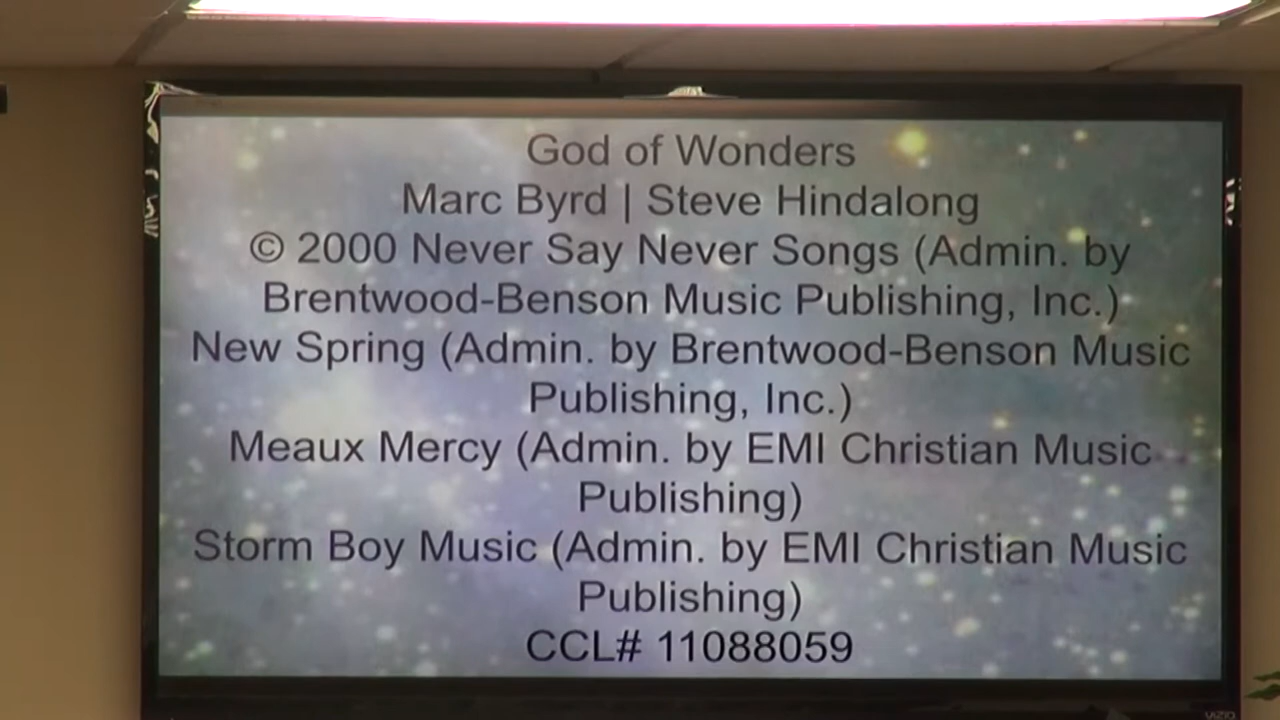 God of Wonders
Marc Byrd | Steve Hindalong
© 2000 Never Say Never Songs (Admin. by
Brentwood-Benson Music Publishing, Inc.)
New Spring (Admin. by Brentwood-Benson Music
Publishing, Inc.)
Meaux Mercy (Admin. by EMI Christian Music
Publishing)
Storm Boy Music (Admin. by EMI Christian Music
Publishing)
CCL# 11088059
VIZIO